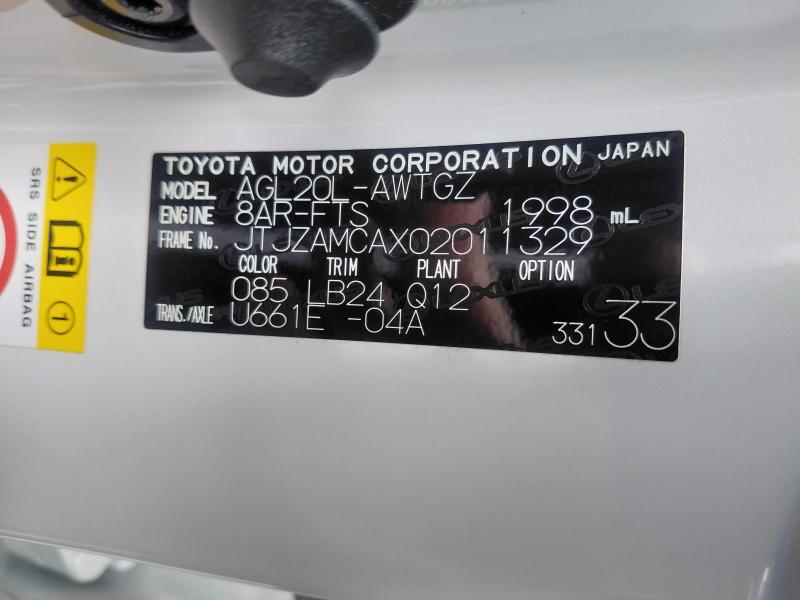 TOYOTA MOTOR CORPORATION JAPAN
MODEL AGL20L-AWTGZ
ENGINE 8AR-FTS 1998 mL
FRAME No. JTJZAMCAX02011329
COLOR TRIM PLANT OPTION
085 LB24 Q12
TRANS./AXLE U661E -04A
331 33
SRS SIDE AIRBAG
1